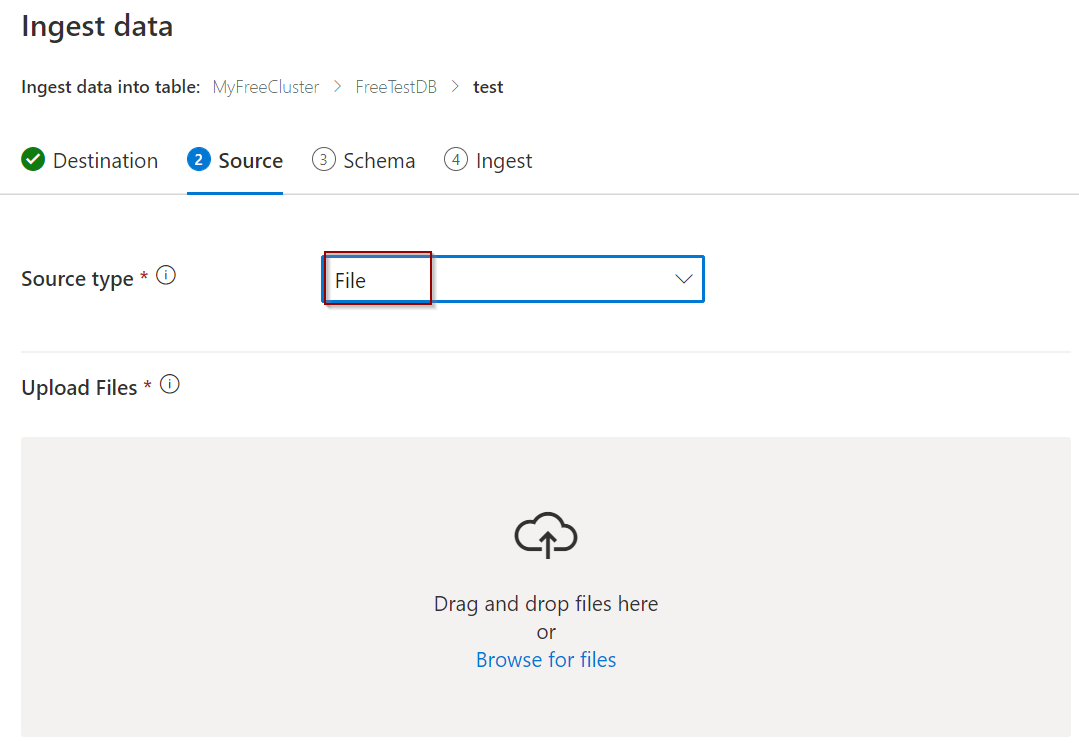 Ingest data
Ingest data into table: MyFreeCluster > FreeTestDB > test
Destination 2 Source 3 Schema 4 Ingest
Source type * i File
Upload Files * i
Drag and drop files here
or
Browse for files